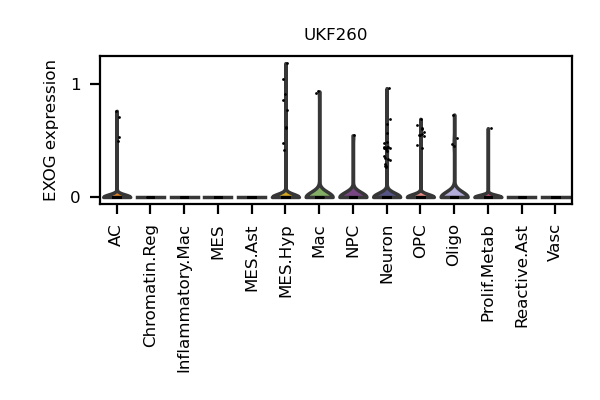 UKF260
EXOG expression
1
0
AC
Chromatin.Reg
Inflammatory.Mac
MES
MES.Ast
MES.Hyp
Mac
NPC
Neuron
OPC
Oligo
Prolif.Metab
Reactive.Ast
Vasc